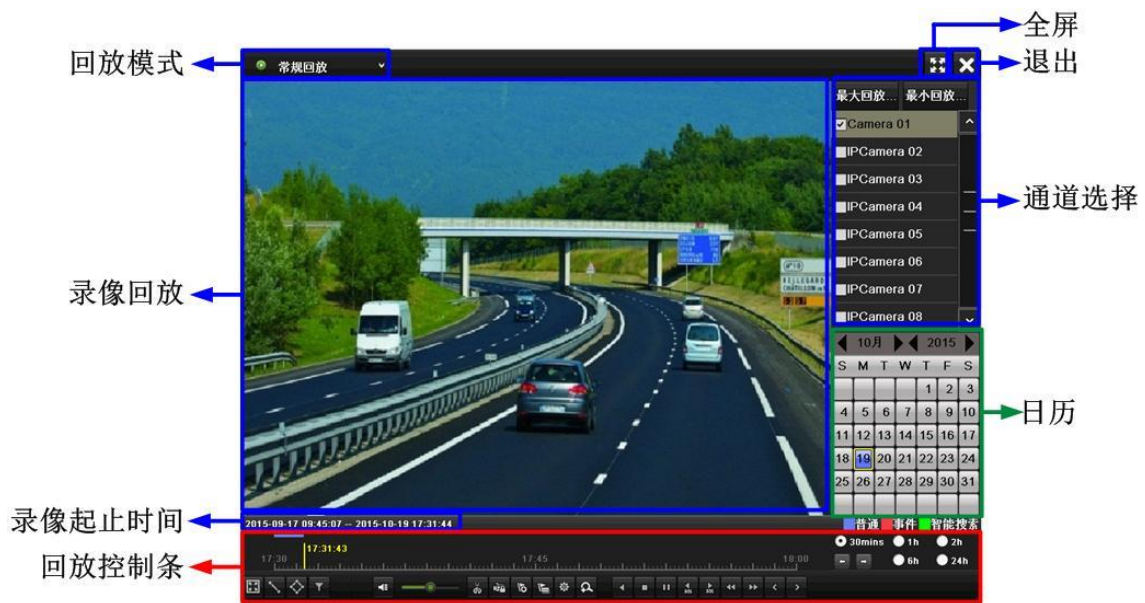 全屏
回放模式
常规回放
退出
最大回放... 最小回放...
Camera 01
IPCamera 02
IPCamera 03
IPCamera 04
通道选择
IPCamera 05
IPCamera 06
IPCamera 07
IPCamera 08
录像回放
10月 2015
S M T W T F S
1 2 3
4 5 6 7 8 9 10
11 12 13 14 15 16 17
18 19 20 21 22 23 24
25 26 27 28 29 30 31
日历
录像起止时间
2015-09-17 09:45:07 -- 2015-10-19 17:31:44
普通 事件 智能搜索
回放控制条
17:31:43
17:30 17:45 18:00
30mins 1h 2h
6h 24h